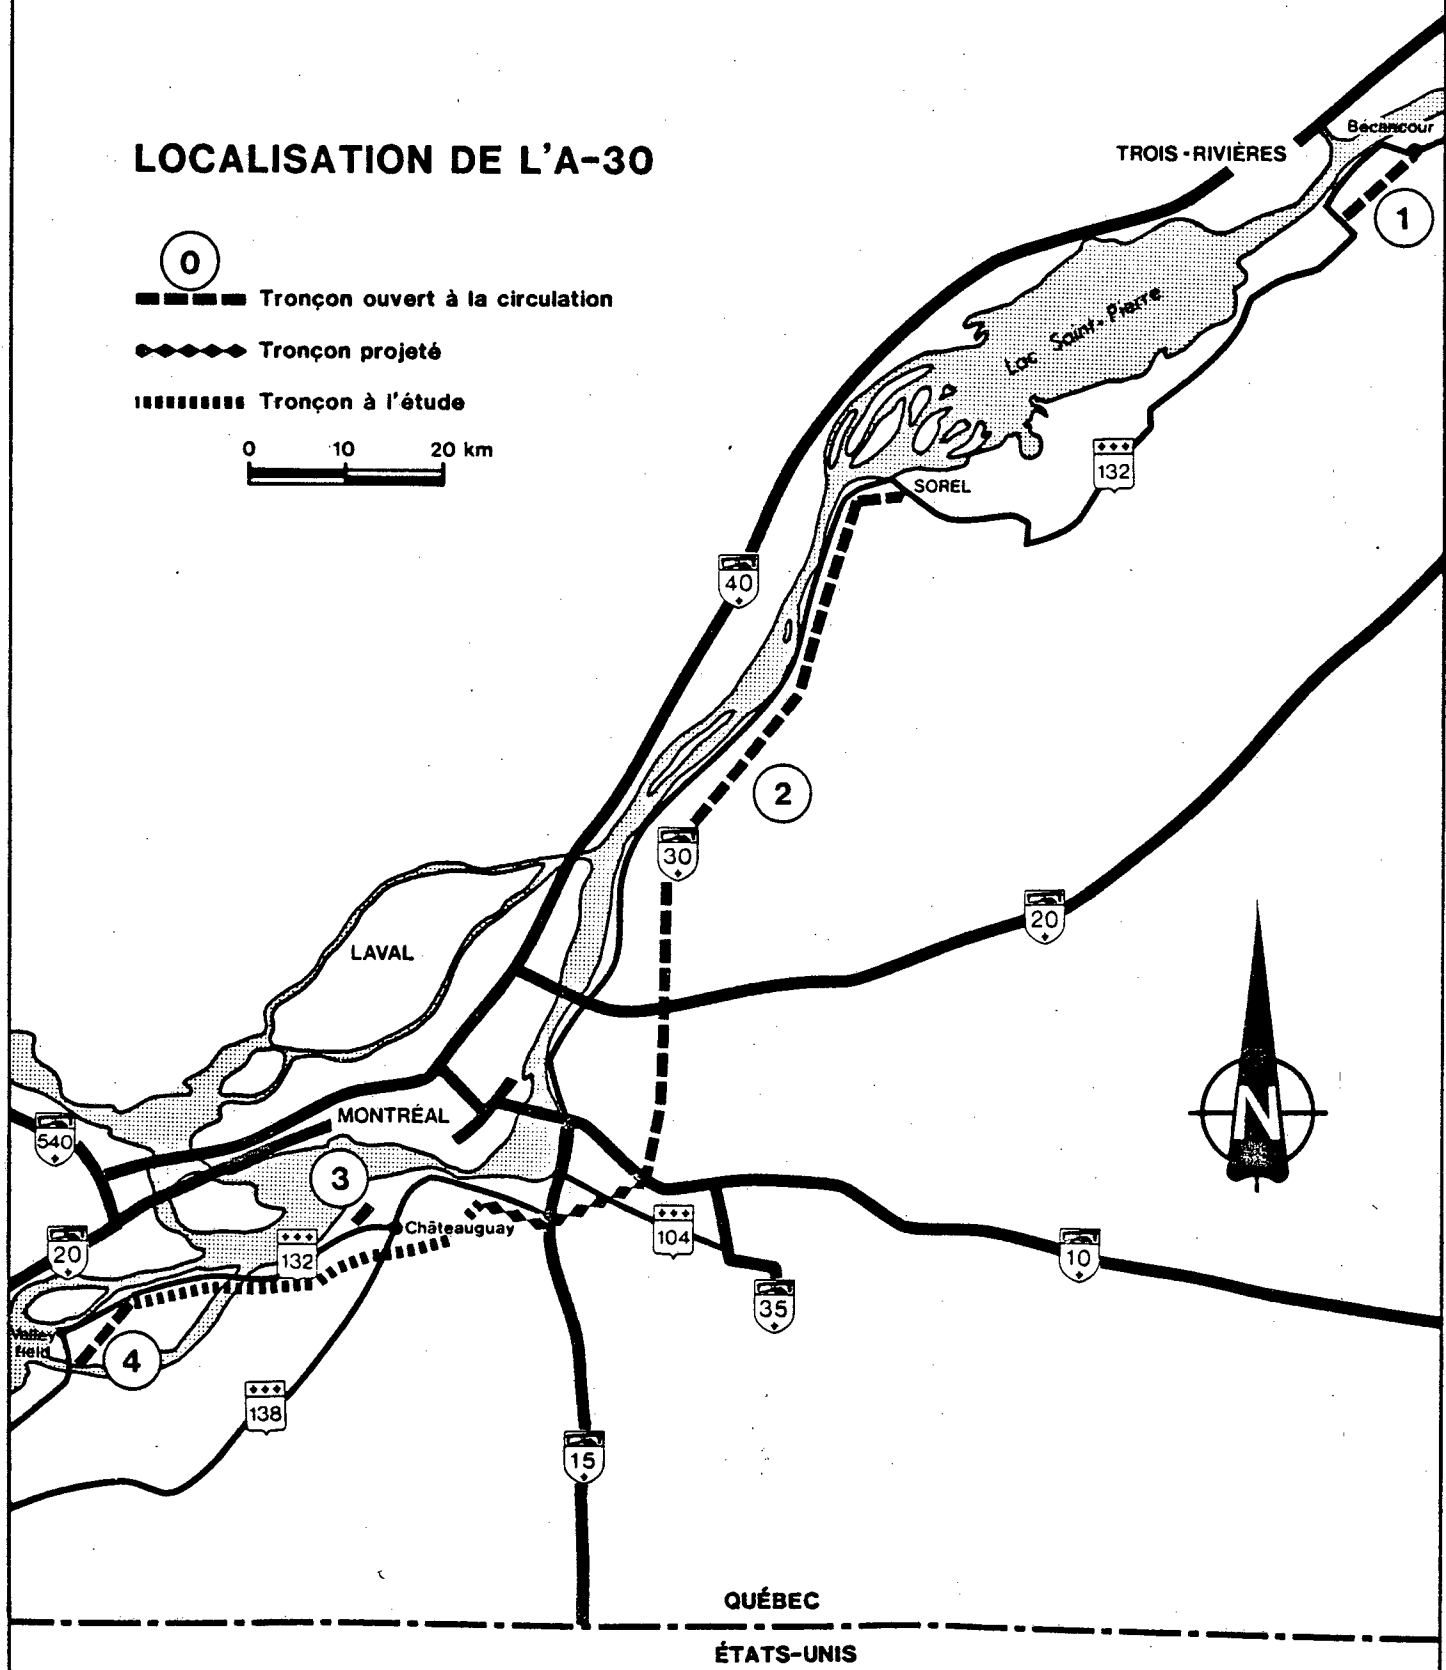 LOCALISATION DE L'A-30
0
Tronçon ouvert à la circulation
Tronçon projeté
Tronçon à l'étude
0 10 20 km
TROIS-RIVIÈRES
Bécancour
1
Lac Saint-Pierre
132
SOREL
40
2
30
20
LAVAL
MONTRÉAL
540
3
Châteauguay
132
104
20
10
35
Valley
field
4
138
15
N
QUÉBEC
ÉTATS-UNIS